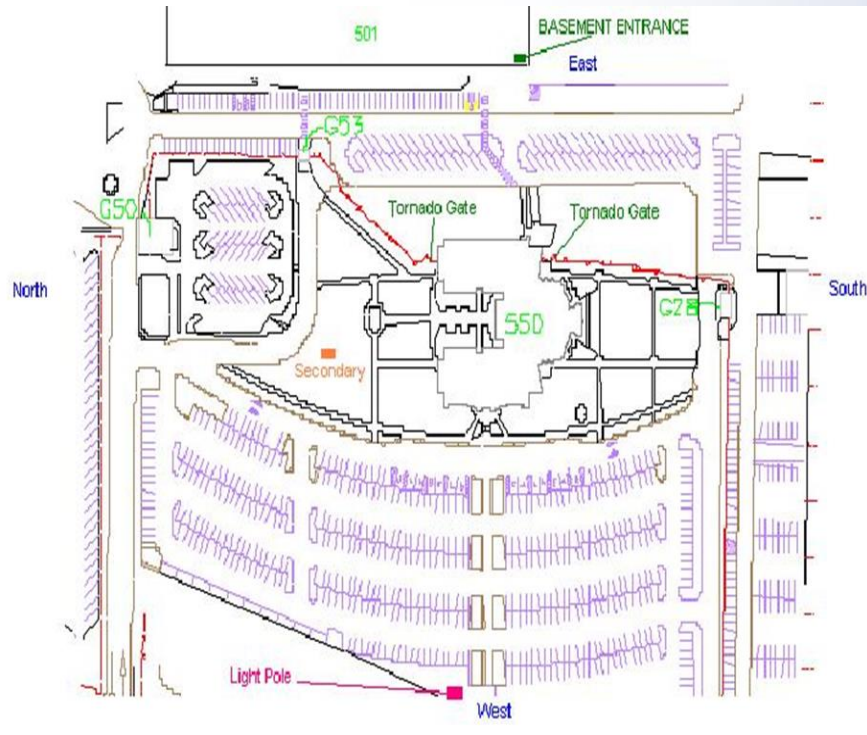 501
BASEMENT ENTRANCE
East
G53
Tornado Gate
Tornado Gate
G50
North
South
G28
550
Secondary
Light Pole
West